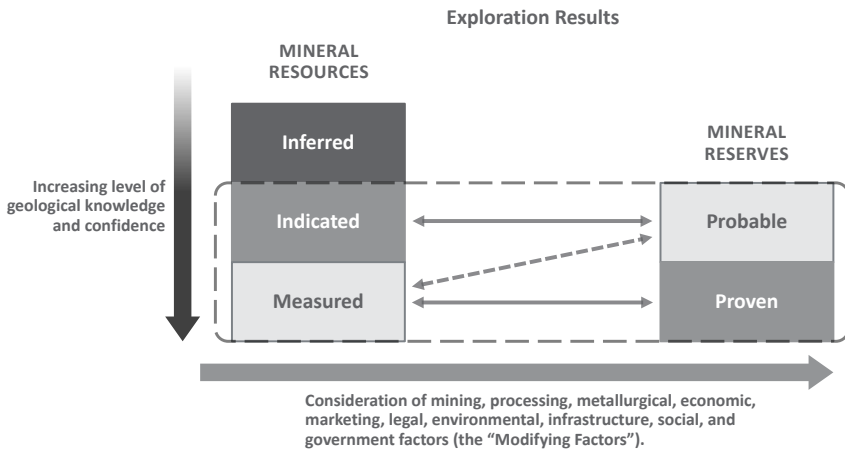 Exploration Results
MINERAL
RESOURCES
Inferred
MINERAL
RESERVES
Increasing level of
geological knowledge
and confidence
Indicated
Probable
Measured
Proven
Consideration of mining, processing, metallurgical, economic,
marketing, legal, environmental, infrastructure, social, and
government factors (the “Modifying Factors”).